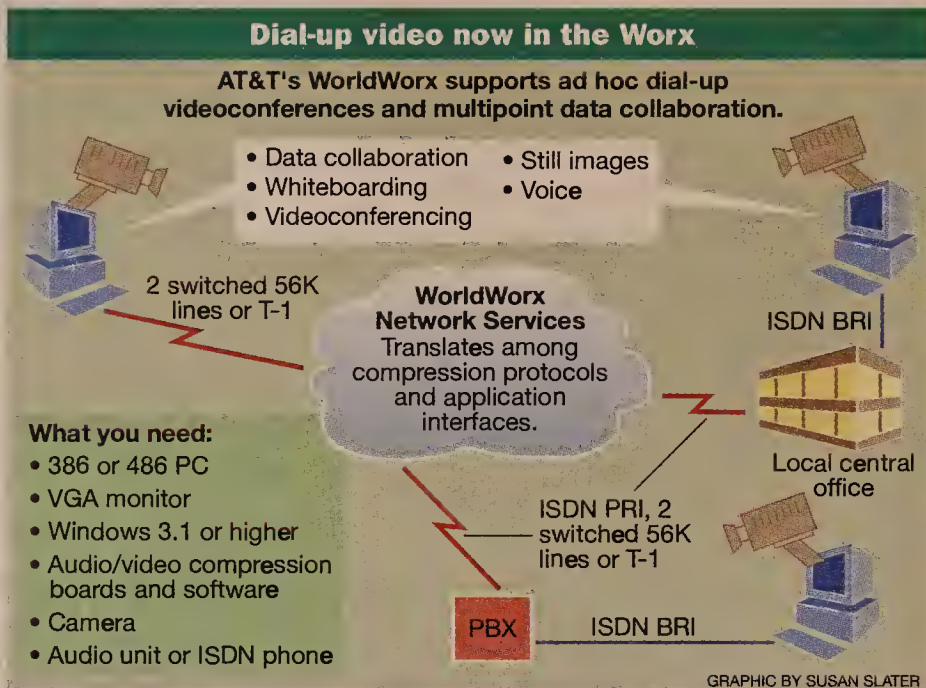 Dial-up video now in the Worx
AT&T's WorldWorx supports ad hoc dial-up
videoconferences and multipoint data collaboration.
• Data collaboration
• Whiteboarding
• Videoconferencing
• Still images
• Voice
2 switched 56K
lines or T-1
WorldWorx
Network Services
Translates among
compression protocols
and application
interfaces.
ISDN BRI
Local central
office
What you need:
• 386 or 486 PC
• VGA monitor
• Windows 3.1 or higher
• Audio/video compression
boards and software
• Camera
• Audio unit or ISDN phone
ISDN PRI, 2
switched 56K
lines or T-1
PBX
ISDN BRI
GRAPHIC BY SUSAN SLATER